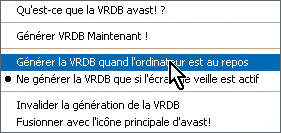 Qu'est-ce que la VRDB avast! ?
Générer VRDB Maintenant !
Générer la VRDB quand l'ordinateur est au repos
Ne générer la VRDB que si l'écran de veille est actif
Invalider la génération de la VRDB
Fusionner avec l'icône principale d'avast!